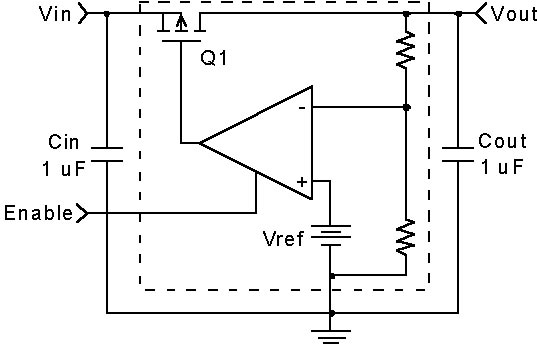 Vin
Vout
Q1
-
Cin
1 uF
Cout
1 uF
+
Enable
Vref